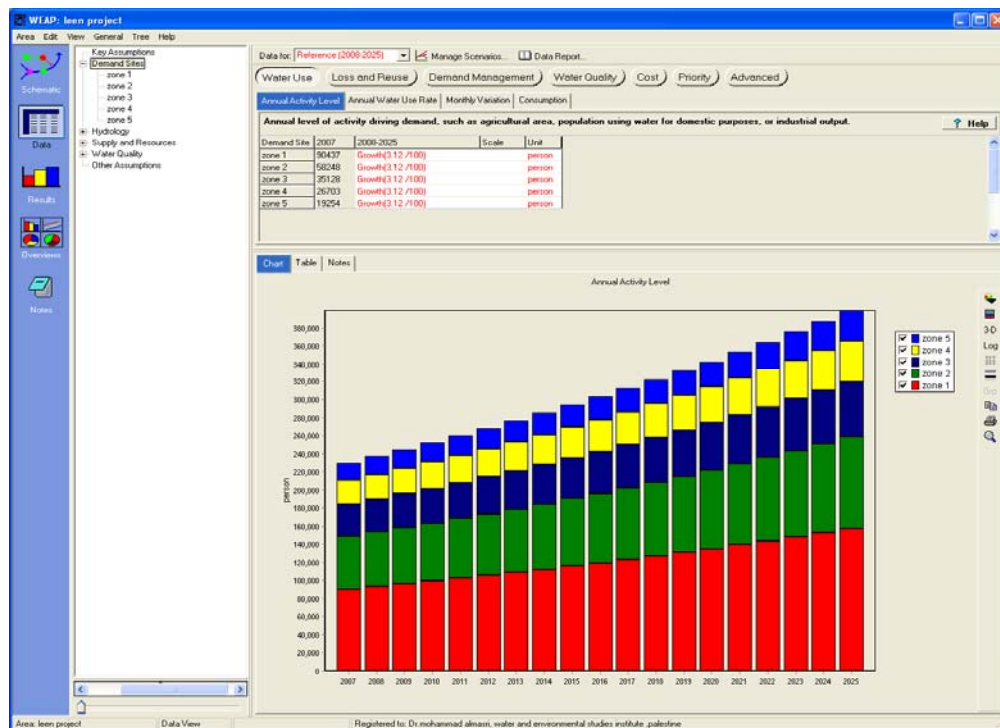 WEAP: leen project
Area Edit View General Tree Help
Schematic
Data
Results
Overviews
Notes
Key Assumptions
Demand Sites
zone 1
zone 2
zone 3
zone 4
zone 5
Hydrology
Supply and Resources
Water Quality
Other Assumptions
Data for: Reference (2008-2025) Manage Scenarios... Data Report...
Water Use Loss and Reuse Demand Management Water Quality Cost Priority Advanced
Annual Activity Level Annual Water Use Rate Monthly Variation Consumption
Annual level of activity driving demand, such as agricultural area, population using water for domestic purposes, or industrial output. ? Help
Demand Site 2007 2008-2025 Scale Unit
zone 1 90437 Growth(3.12 /100) person
zone 2 58248 Growth(3.12 /100) person
zone 3 35128 Growth(3.12 /100) person
zone 4 26703 Growth(3.12 /100) person
zone 5 19254 Growth(3.12 /100) person
Chart Table Notes
Annual Activity Level
380,000
360,000
340,000
320,000
300,000
280,000
260,000
240,000
220,000
200,000
180,000
160,000
140,000
120,000
100,000
80,000
60,000
40,000
20,000
0
person
2007 2008 2009 2010 2011 2012 2013 2014 2015 2016 2017 2018 2019 2020 2021 2022 2023 2024 2025
zone 5
zone 4
zone 3
zone 2
zone 1
3-D
Log
Area: leen project Data View Registered to: Dr.mohammad almasri, water and environmental studies institute ,palestine